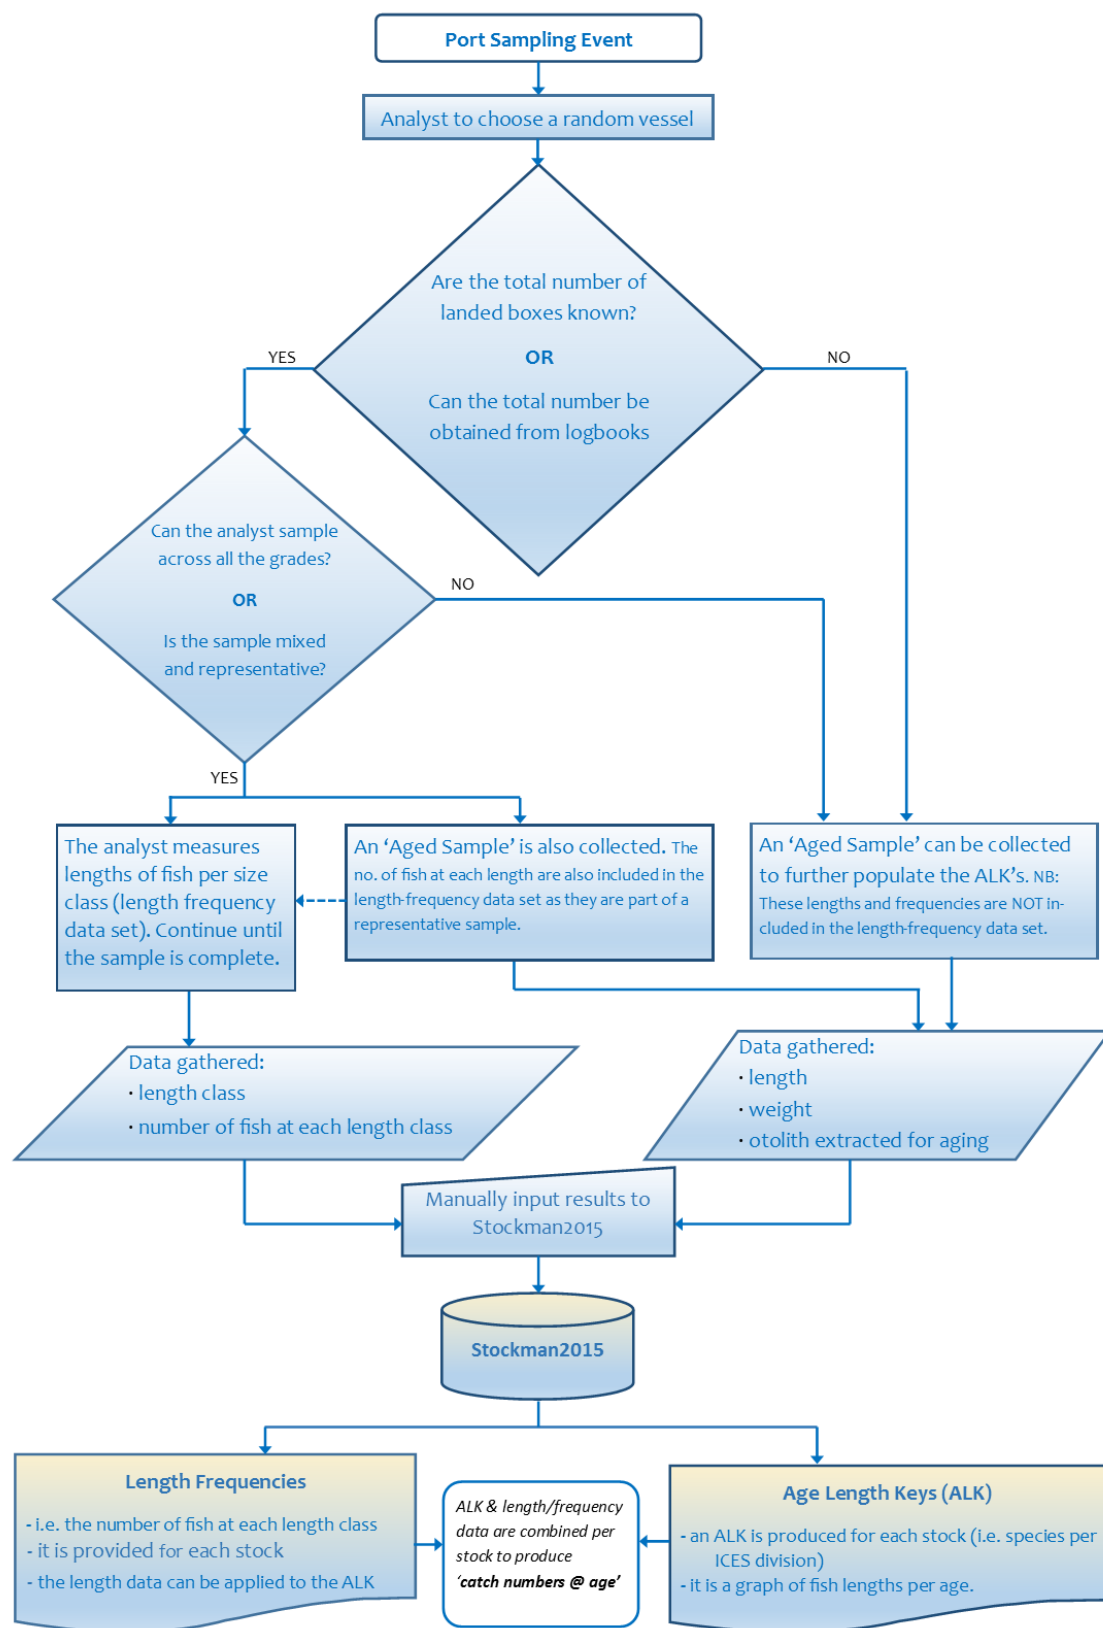 Port Sampling Event
Analyst to choose a random vessel
Are the total number of
landed boxes known?
OR
Can the total number be
obtained from logbooks
YES
NO
Can the analyst sample
across all the grades?
OR
Is the sample mixed
and representative?
NO
YES
The analyst measures
lengths of fish per size
class (length frequency
data set). Continue until
the sample is complete.
An ‘Aged Sample’ is also collected. The
no. of fish at each length are also included in the
length-frequency data set as they are part of a
representative sample.
An ‘Aged Sample’ can be collected
to further populate the ALK’s. NB:
These lengths and frequencies are NOT in-
cluded in the length-frequency data set.
Data gathered:
· length class
· number of fish at each length class
Data gathered:
· length
· weight
· otolith extracted for aging
Manually input results to
Stockman2015
Stockman2015
Length Frequencies
- i.e. the number of fish at each length class
- it is provided for each stock
- the length data can be applied to the ALK
ALK & length/frequency
data are combined per
stock to produce
‘catch numbers @ age’
Age Length Keys (ALK)
- an ALK is produced for each stock (i.e. species per
ICES division)
- it is a graph of fish lengths per age.